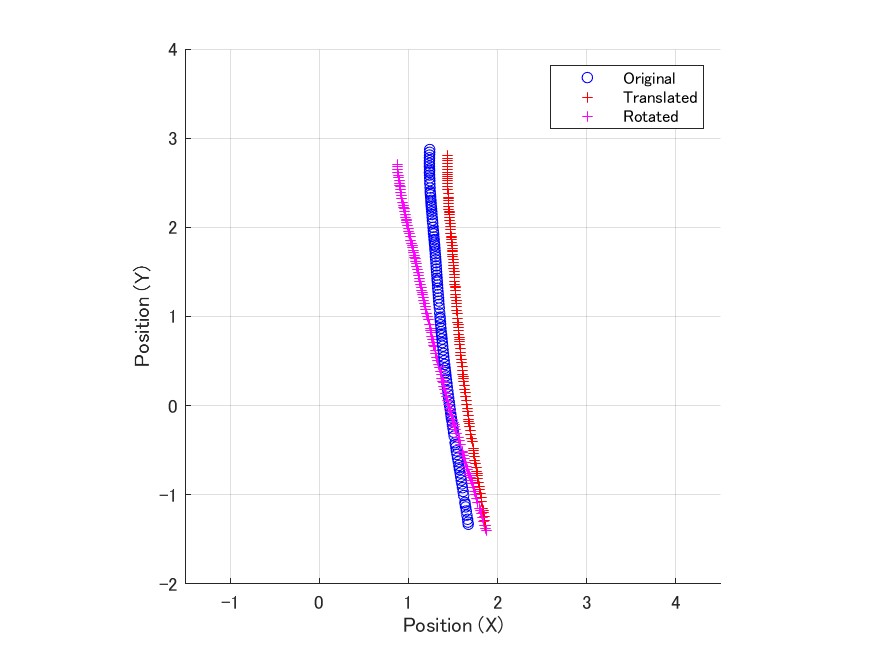 4
3
2
1
0
−1
−2
−1
0
1
2
3
4
Position (X)
Position (Y)
Original
Translated
Rotated